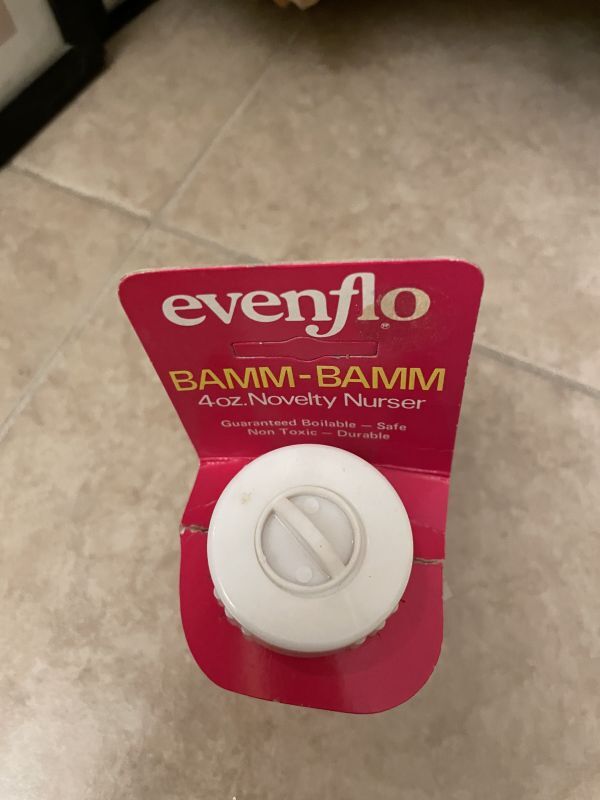 evenflo®
BAMM-BAMM
4oz. Novelty Nurser
Guaranteed Boilable — Safe
Non Toxic — Durable